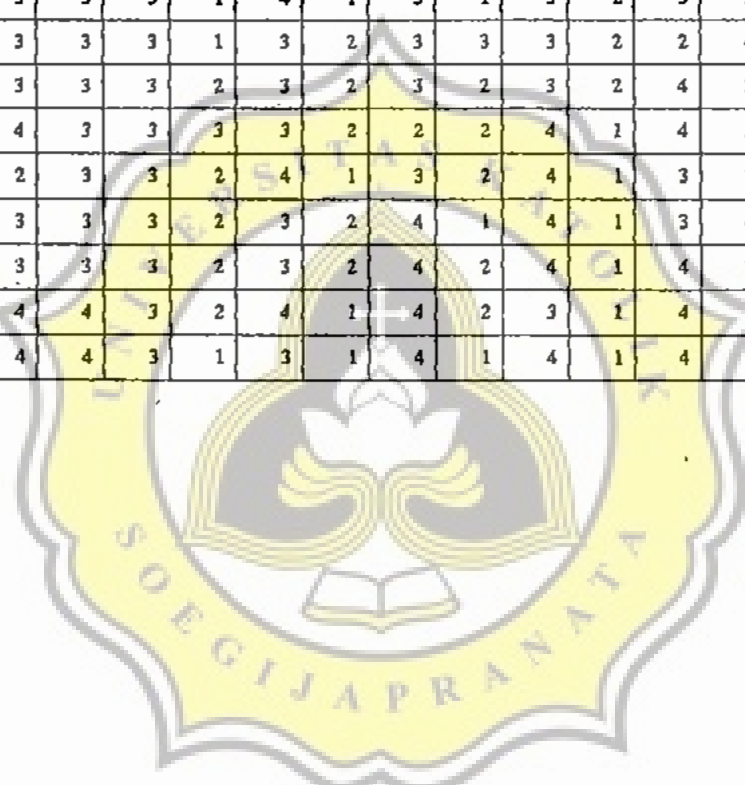 3 3 3 1 3 2 3 3 3 2 2
3 3 3 2 3 2 3 2 3 2 4
4 3 3 3 3 2 2 2 4 1 4
2 3 3 2 4 1 3 2 4 1 3
3 3 3 2 3 2 4 1 4 1 3
3 3 3 2 3 2 4 2 4 1 4
4 4 3 2 4 1 4 2 3 1 4
4 4 3 1 3 1 4 1 4 1 4
UNIVERSITAS KATOLIK
SOEGIJAPRANATA